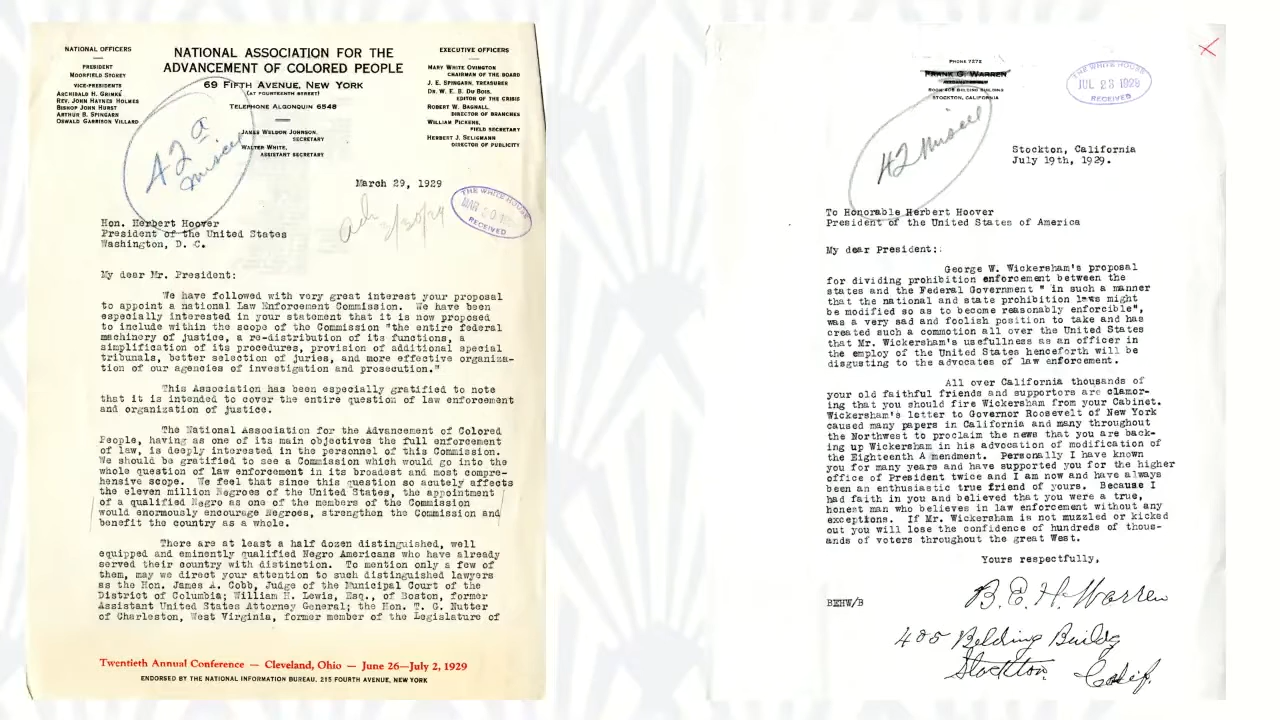 NATIONAL OFFICERS
PRESIDENT
MOORFIELD STOREY
VICE-PRESIDENTS
ARCHIBALD H. GRIMKÉ
REV. JOHN HAYNES HOLMES
BISHOP JOHN HURST
ARTHUR B. SPINGARN
OSWALD GARRISON VILLARD
NATIONAL ASSOCIATION FOR THE
ADVANCEMENT OF COLORED PEOPLE
69 FIFTH AVENUE, NEW YORK
(AT FOURTEENTH STREET)
TELEPHONE ALGONQUIN 6548
JAMES WELDON JOHNSON,
SECRETARY
WALTER WHITE,
ASSISTANT SECRETARY
EXECUTIVE OFFICERS
MARY WHITE OVINGTON
CHAIRMAN OF THE BOARD
J. E. SPINGARN, TREASURER
DR. W. E. B. DU BOIS,
EDITOR OF THE CRISIS
ROBERT W. BAGNALL,
DIRECTOR OF BRANCHES
WILLIAM PICKENS,
FIELD SECRETARY
HERBERT J. SELIGMANN
DIRECTOR OF PUBLICITY
42 a
Miscel
March 29, 1929
ack 3/30/29
THE WHITE HOUSE
MAR 30 1929
RECEIVED
Hon. Herbert Hoover
President of the United States
Washington, D. C.
My dear Mr. President:
We have followed with very great interest your proposal
to appoint a national Law Enforcement Commission. We have been
especially interested in your statement that it is now proposed
to include within the scope of the Commission "the entire federal
machinery of justice, a re-distribution of its functions, a
simplification of its procedures, provision of additional special
tribunals, better selection of juries, and more effective organiza-
tion of our agencies of investigation and prosecution."
This Association has been especially gratified to note
that it is intended to cover the entire question of law enforcement
and organization of justice.
The National Association for the Advancement of Colored
People, having as one of its main objectives the full enforcement
of law, is deeply interested in the personnel of this Commission.
We should be gratified to see a Commission which would go into the
whole question of law enforcement in its broadest and most compre-
hensive scope. We feel that since this question so acutely affects
the eleven million Negroes of the United States, the appointment
of a qualified Negro as one of the members of the Commission
would enormously encourage Negroes, strengthen the Commission and
benefit the country as a whole.
There are at least a half dozen distinguished, well
equipped and eminently qualified Negro Americans who have already
served their country with distinction. To mention only a few of
them, may we direct your attention to such distinguished lawyers
as the Hon. James A. Cobb, Judge of the Municipal Court of the
District of Columbia; William H. Lewis, Esq., of Boston, former
Assistant United States Attorney General; the Hon. T. G. Nutter
of Charleston, West Virginia, former member of the Legislature of
Twentieth Annual Conference — Cleveland, Ohio — June 26—July 2, 1929
ENDORSED BY THE NATIONAL INFORMATION BUREAU, 215 FOURTH AVENUE, NEW YORK
PHONE 7272
FRANK G. WARREN
ROOM 408 BELDING BUILDING
STOCKTON, CALIFORNIA
THE WHITE HOUSE
JUL 23 1929
RECEIVED
42 Miscel
Stockton, California
July 19th, 1929.
To Honorable Herbert Hoover
President of the United States of America
My dear President:
George W. Wickersham's proposal
for dividing prohibition enforcement between the
states and the Federal Government " in such a manner
that the national and state prohibition laws might
be modified so as to become reasonably enforcible",
was a very sad and foolish position to take and has
created such a commotion all over the United States
that Mr. Wickersham's usefullness as an officer in
the employ of the United States henceforth will be
disgusting to the advocates of law enforcement.
All over California thousands of
your old faithful friends and supporters are clamor-
ing that you should fire Wickersham from your Cabinet.
Wickersham's letter to Governor Roosevelt of New York
caused many papers in California and many throughout
the Northwest to proclaim the news that you are back-
ing up Wickersham in his advocation of modification of
the Eighteenth Amendment. Personally I have known
you for many years and have supported you for the higher
office of President twice and I am now and have always
been an enthusiastic true friend of yours. Because I
had faith in you and believed that you were a true,
honest man who believes in law enforcement without any
exceptions. If Mr. Wickersham is not muzzled or kicked
out you will lose the confidence of hundreds of thous-
ands of voters throughout the great West.
Yours respectfully,
B. E. H. Warren
BEHW/B
408 Belding Buildg
Stockton, Calif.